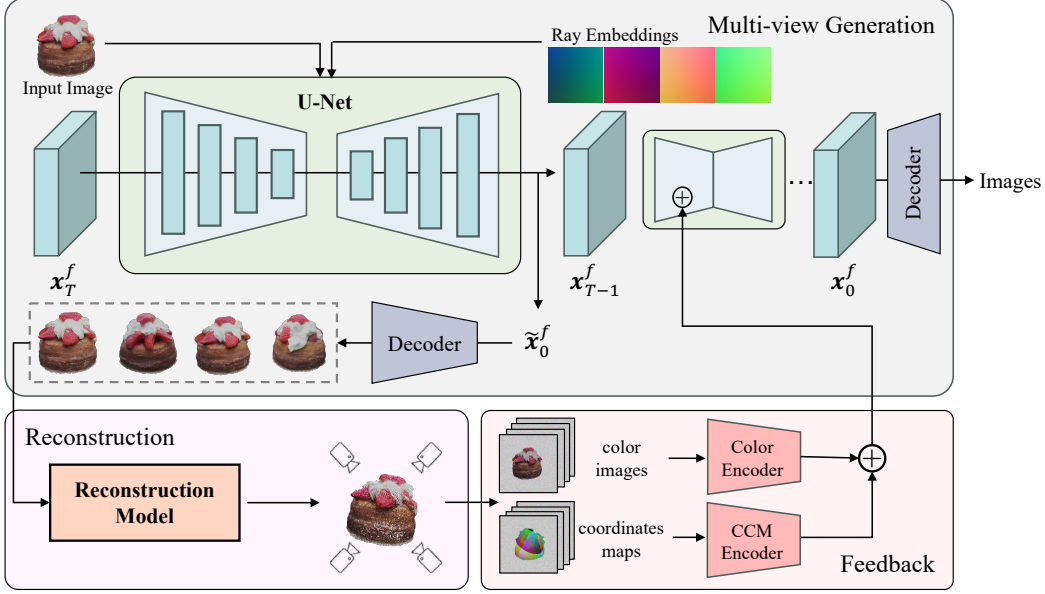 Multi-view Generation
Input Image
Ray Embeddings
U-Net
x_T^f
x_{T-1}^f
...
x_0^f
Decoder
Images
Decoder
x̃_0^f
Reconstruction
Reconstruction
Model
color
images
Color
Encoder
coordinates
maps
CCM
Encoder
Feedback